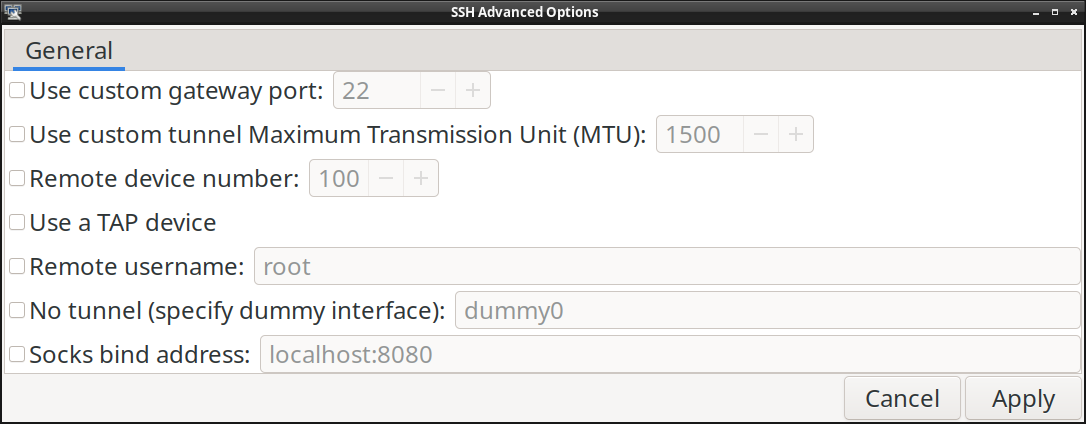 SSH Advanced Options
General
Use custom gateway port: 22
Use custom tunnel Maximum Transmission Unit (MTU): 1500
Remote device number: 100
Use a TAP device
Remote username: root
No tunnel (specify dummy interface): dummy0
Socks bind address: localhost:8080
Cancel Apply